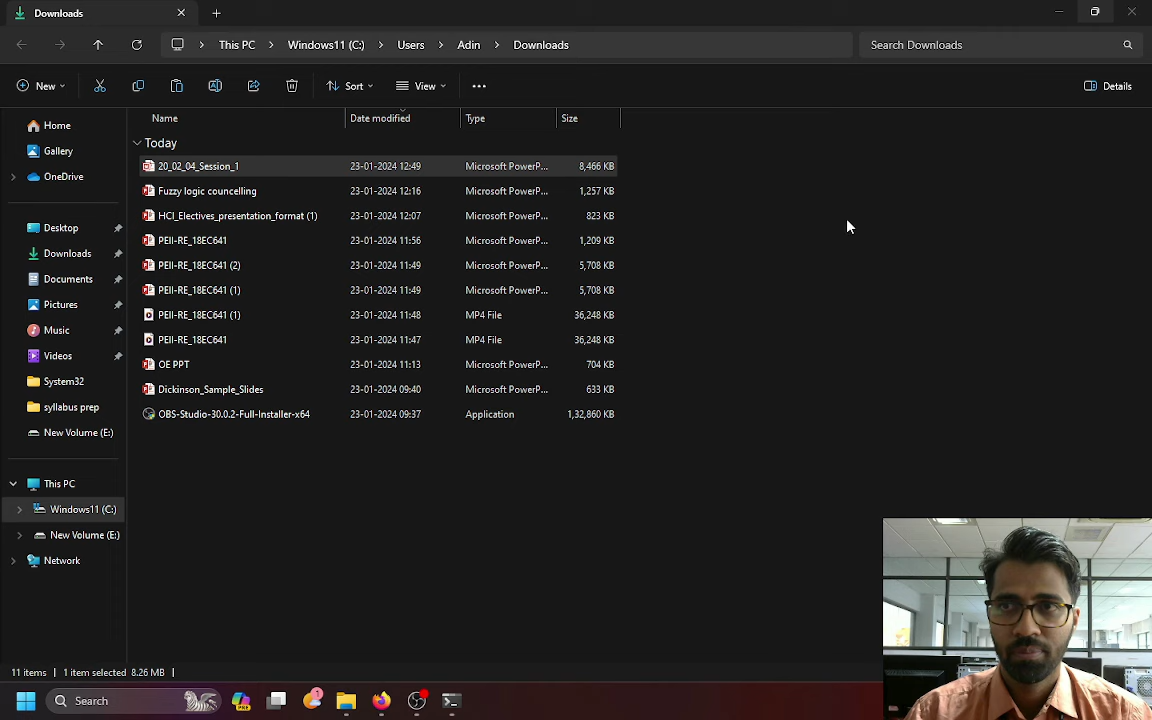 Downloads
This PC > Windows11 (C:) > Users > Adin > Downloads
Search Downloads
New
Sort
View
Details
Name Date modified Type Size
Today
20_02_04_Session_1 23-01-2024 12:49 Microsoft PowerP... 8,466 KB
Fuzzy logic councelling 23-01-2024 12:16 Microsoft PowerP... 1,257 KB
HCI_Electives_presentation_format (1) 23-01-2024 12:07 Microsoft PowerP... 823 KB
PEII-RE_18EC641 23-01-2024 11:56 Microsoft PowerP... 1,209 KB
PEII-RE_18EC641 (2) 23-01-2024 11:49 Microsoft PowerP... 5,708 KB
PEII-RE_18EC641 (1) 23-01-2024 11:49 Microsoft PowerP... 5,708 KB
PEII-RE_18EC641 (1) 23-01-2024 11:48 MP4 File 36,248 KB
PEII-RE_18EC641 23-01-2024 11:47 MP4 File 36,248 KB
OE PPT 23-01-2024 11:13 Microsoft PowerP... 704 KB
Dickinson_Sample_Slides 23-01-2024 09:40 Microsoft PowerP... 633 KB
OBS-Studio-30.0.2-Full-Installer-x64 23-01-2024 09:37 Application 1,32,860 KB
Home
Gallery
OneDrive
Desktop
Downloads
Documents
Pictures
Music
Videos
System32
syllabus prep
New Volume (E:)
This PC
Windows11 (C:)
New Volume (E:)
Network
11 items 1 item selected 8.26 MB
Search
PRE
1